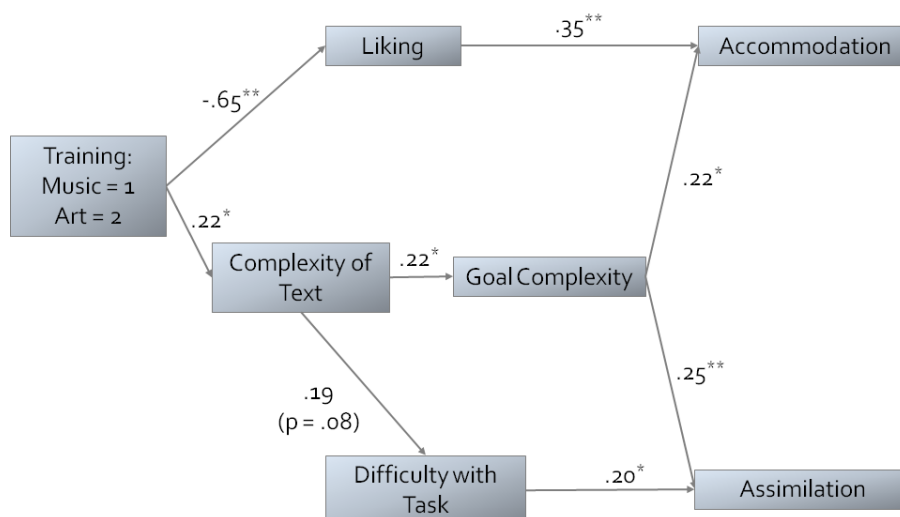 Liking
.35**
Accommodation
-.65**
Training:
Music = 1
Art = 2
.22*
.22*
Complexity of
Text
.22*
Goal Complexity
.25**
.19
(p = .08)
Difficulty with
Task
.20*
Assimilation